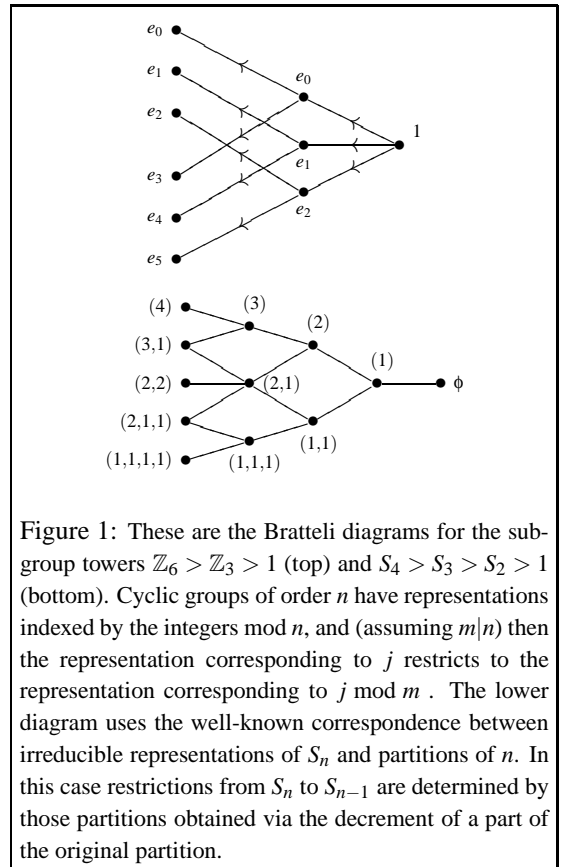 e0
e1
e2
e3
e4
e5
e0
e1
e2
1
(4)
(3,1)
(2,2)
(2,1,1)
(1,1,1,1)
(3)
(2,1)
(1,1,1)
(2)
(1,1)
(1)
ϕ
Figure 1: These are the Bratteli diagrams for the sub-
group towers ℤ6 > ℤ3 > 1 (top) and S4 > S3 > S2 > 1
(bottom). Cyclic groups of order n have representations
indexed by the integers mod n, and (assuming m|n) then
the representation corresponding to j restricts to the
representation corresponding to j mod m . The lower
diagram uses the well-known correspondence between
irreducible representations of Sn and partitions of n. In
this case restrictions from Sn to Sn−1 are determined by
those partitions obtained via the decrement of a part of
the original partition.